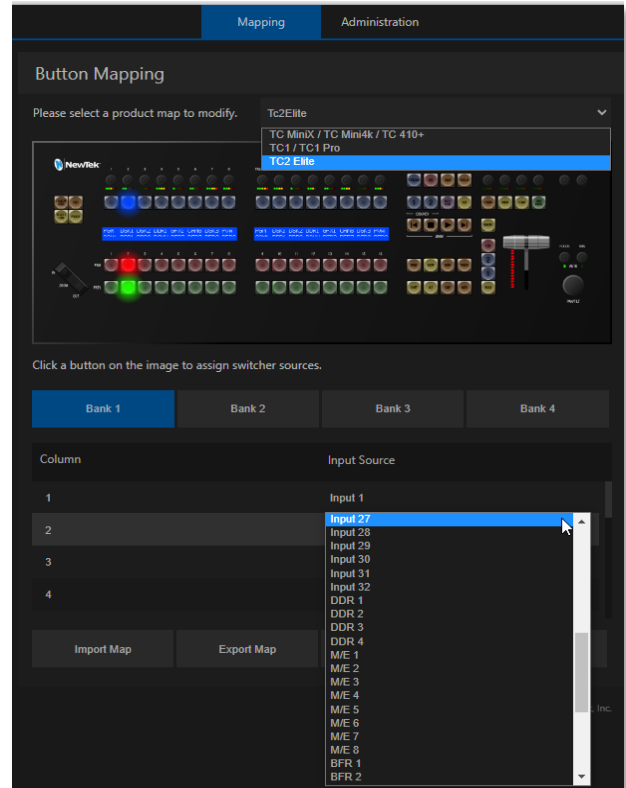 Mapping Administration
Button Mapping
Please select a product map to modify. Tc2Elite
TC MiniX / TC Mini4k / TC 410+
TC1 / TC1 Pro
TC2 Elite
NewTek
Click a button on the image to assign switcher sources.
Bank 1 Bank 2 Bank 3 Bank 4
Column Input Source
1 Input 1
2
3
4
Input 27
Input 28
Input 29
Input 30
Input 31
Input 32
DDR 1
DDR 2
DDR 3
DDR 4
M/E 1
M/E 2
M/E 3
M/E 4
M/E 5
M/E 6
M/E 7
M/E 8
BFR 1
BFR 2
Import Map Export Map
Inc.